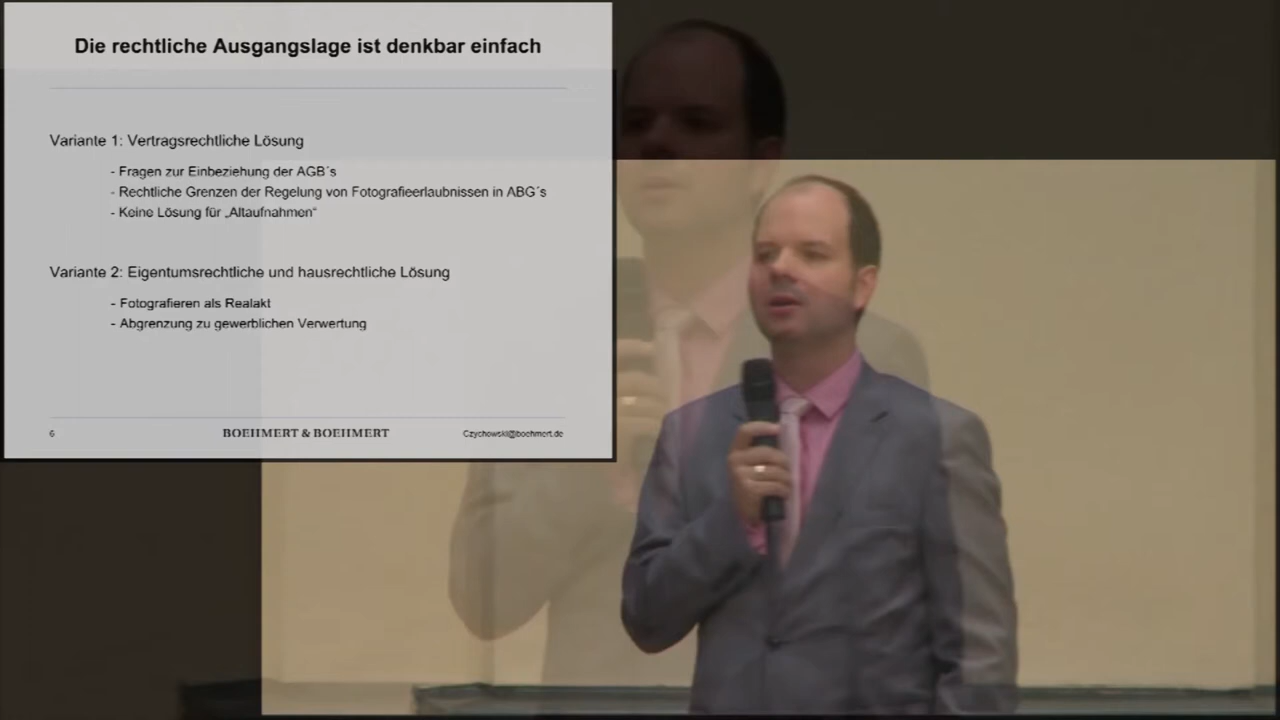 Die rechtliche Ausgangslage ist denkbar einfach
Variante 1: Vertragsrechtliche Lösung
- Fragen zur Einbeziehung der AGB´s
- Rechtliche Grenzen der Regelung von Fotografieerlaubnissen in ABG´s
- Keine Lösung für „Altaufnahmen“
Variante 2: Eigentumsrechtliche und hausrechtliche Lösung
- Fotografieren als Realakt
- Abgrenzung zu gewerblichen Verwertung
6 BOEHMERT & BOEHMERT Czychowski@boehmert.de